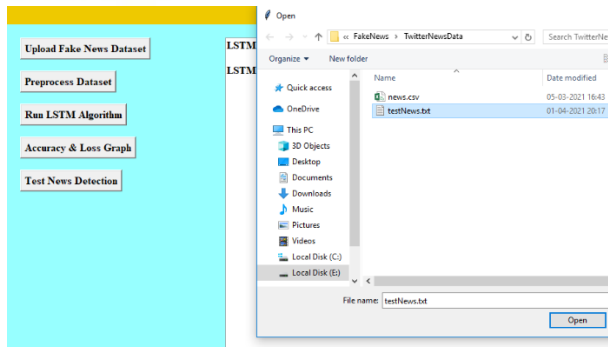 Upload Fake News Dataset
Preprocess Dataset
Run LSTM Algorithm
Accuracy & Loss Graph
Test News Detection
LSTM
LSTM
Open
« FakeNews › TwitterNewsData
Search TwitterNe
Organize
New folder
Name
Date modified
Quick access
OneDrive
This PC
3D Objects
Desktop
Documents
Downloads
Music
Pictures
Videos
Local Disk (C:)
Local Disk (E:)
news.csv
05-03-2021 16:43
testNews.txt
01-04-2021 20:17
File name: testNews.txt
Open